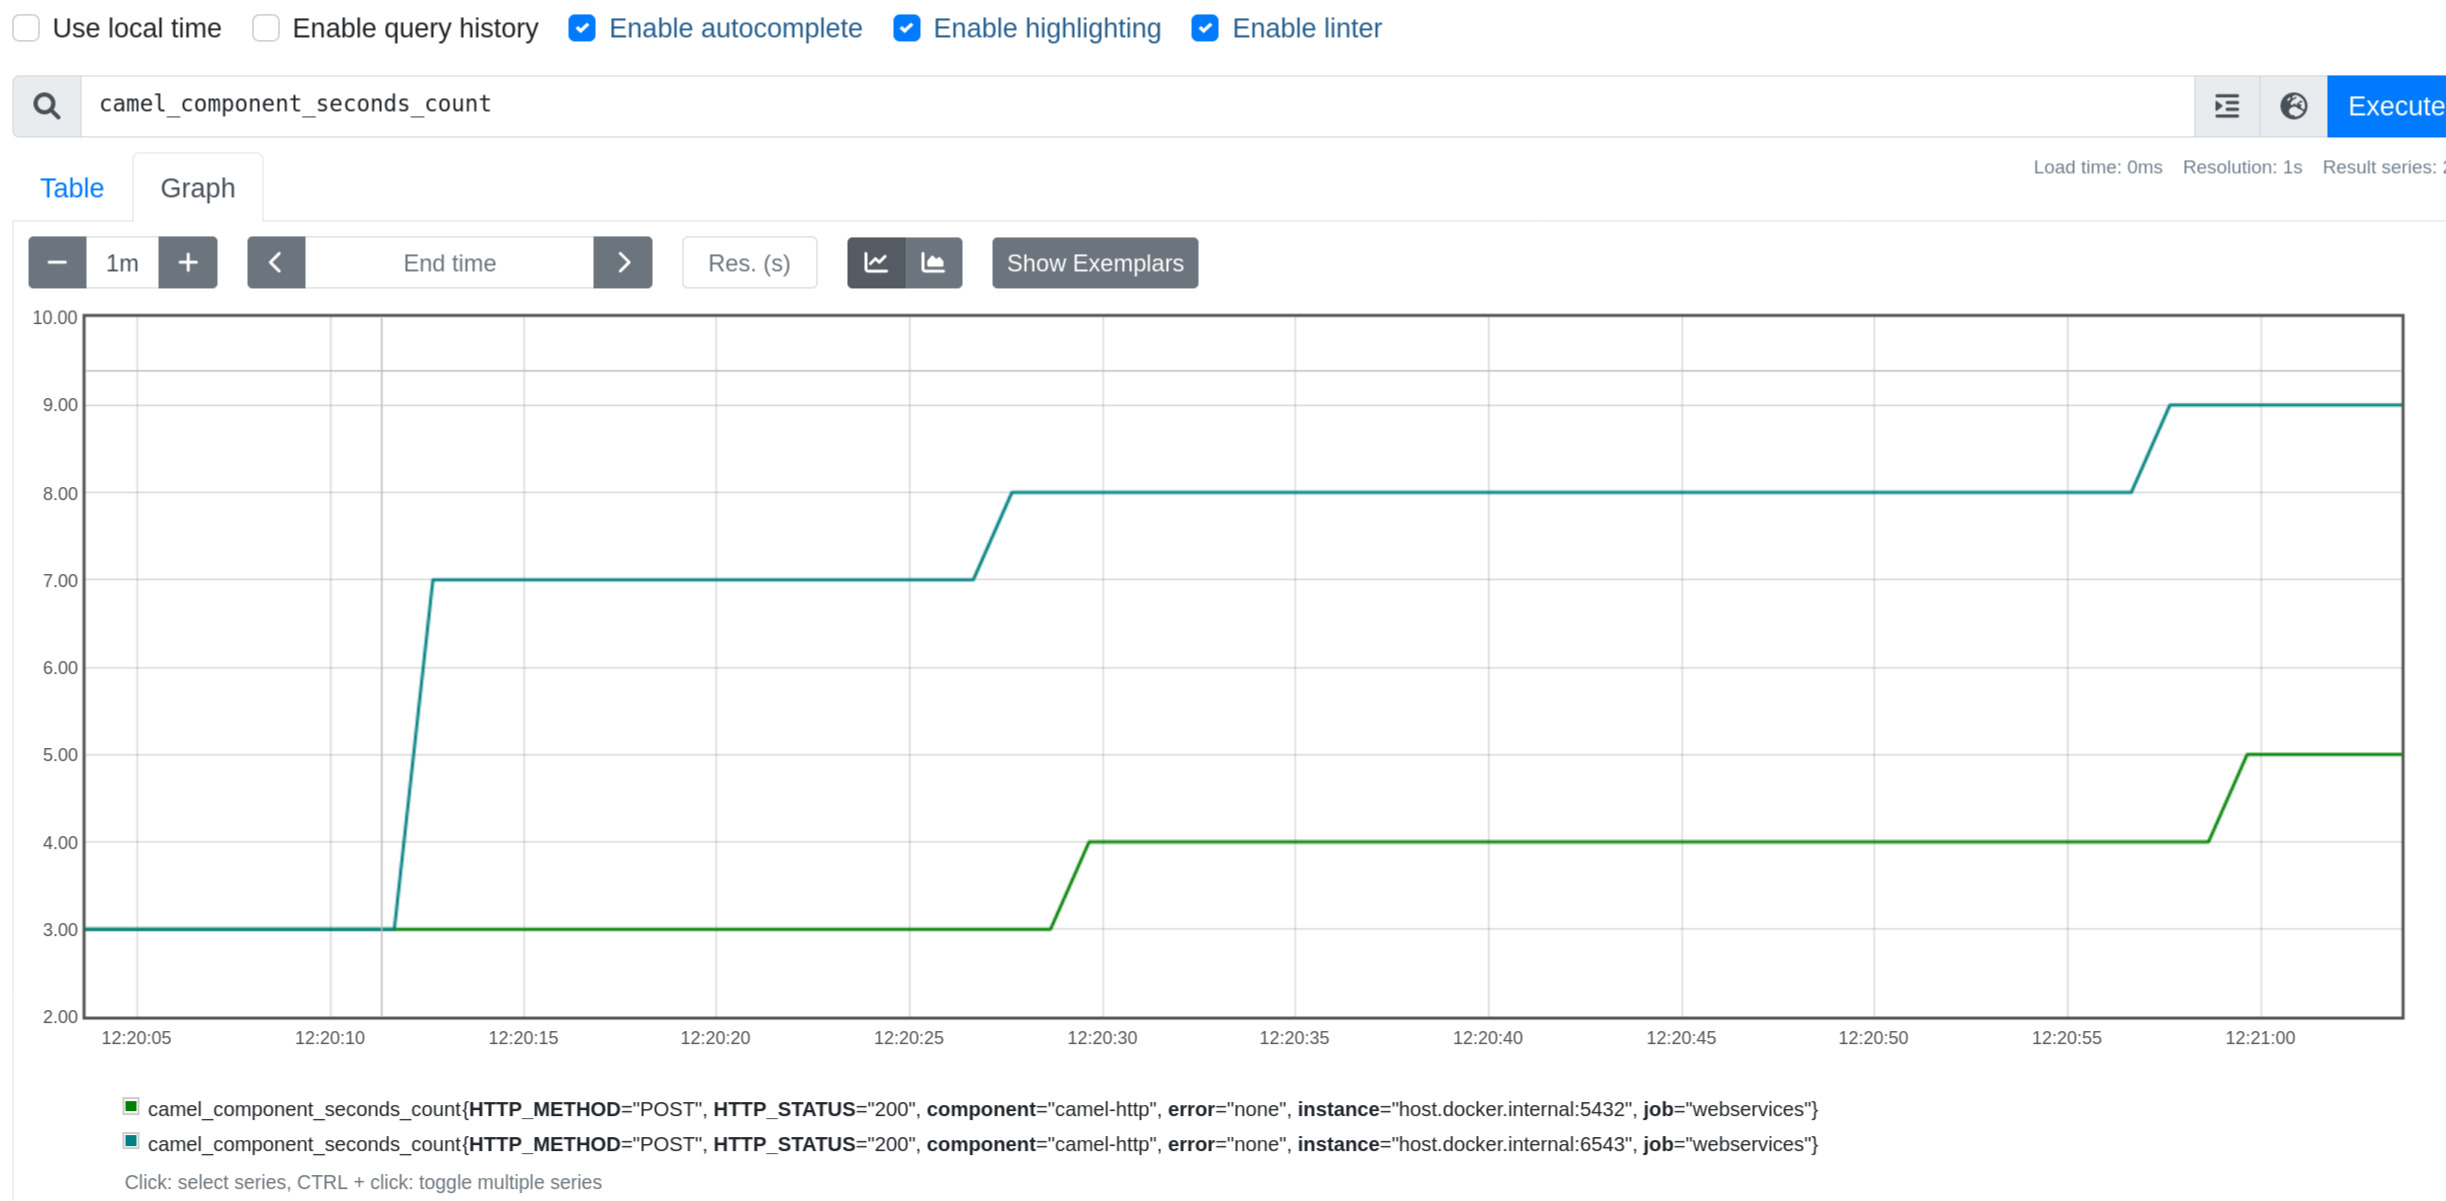 Use local time Enable query history Enable autocomplete Enable highlighting Enable linter
camel_component_seconds_count Execute
Load time: 0ms Resolution: 1s Result series:
Table Graph
1m End time Res. (s) Show Exemplars
10.00
9.00
8.00
7.00
6.00
5.00
4.00
3.00
2.00
12:20:05 12:20:10 12:20:15 12:20:20 12:20:25 12:20:30 12:20:35 12:20:40 12:20:45 12:20:50 12:20:55 12:21:00
camel_component_seconds_count{HTTP_METHOD="POST", HTTP_STATUS="200", component="camel-http", error="none", instance="host.docker.internal:5432", job="webservices"}
camel_component_seconds_count{HTTP_METHOD="POST", HTTP_STATUS="200", component="camel-http", error="none", instance="host.docker.internal:6543", job="webservices"}
Click: select series, CTRL + click: toggle multiple series